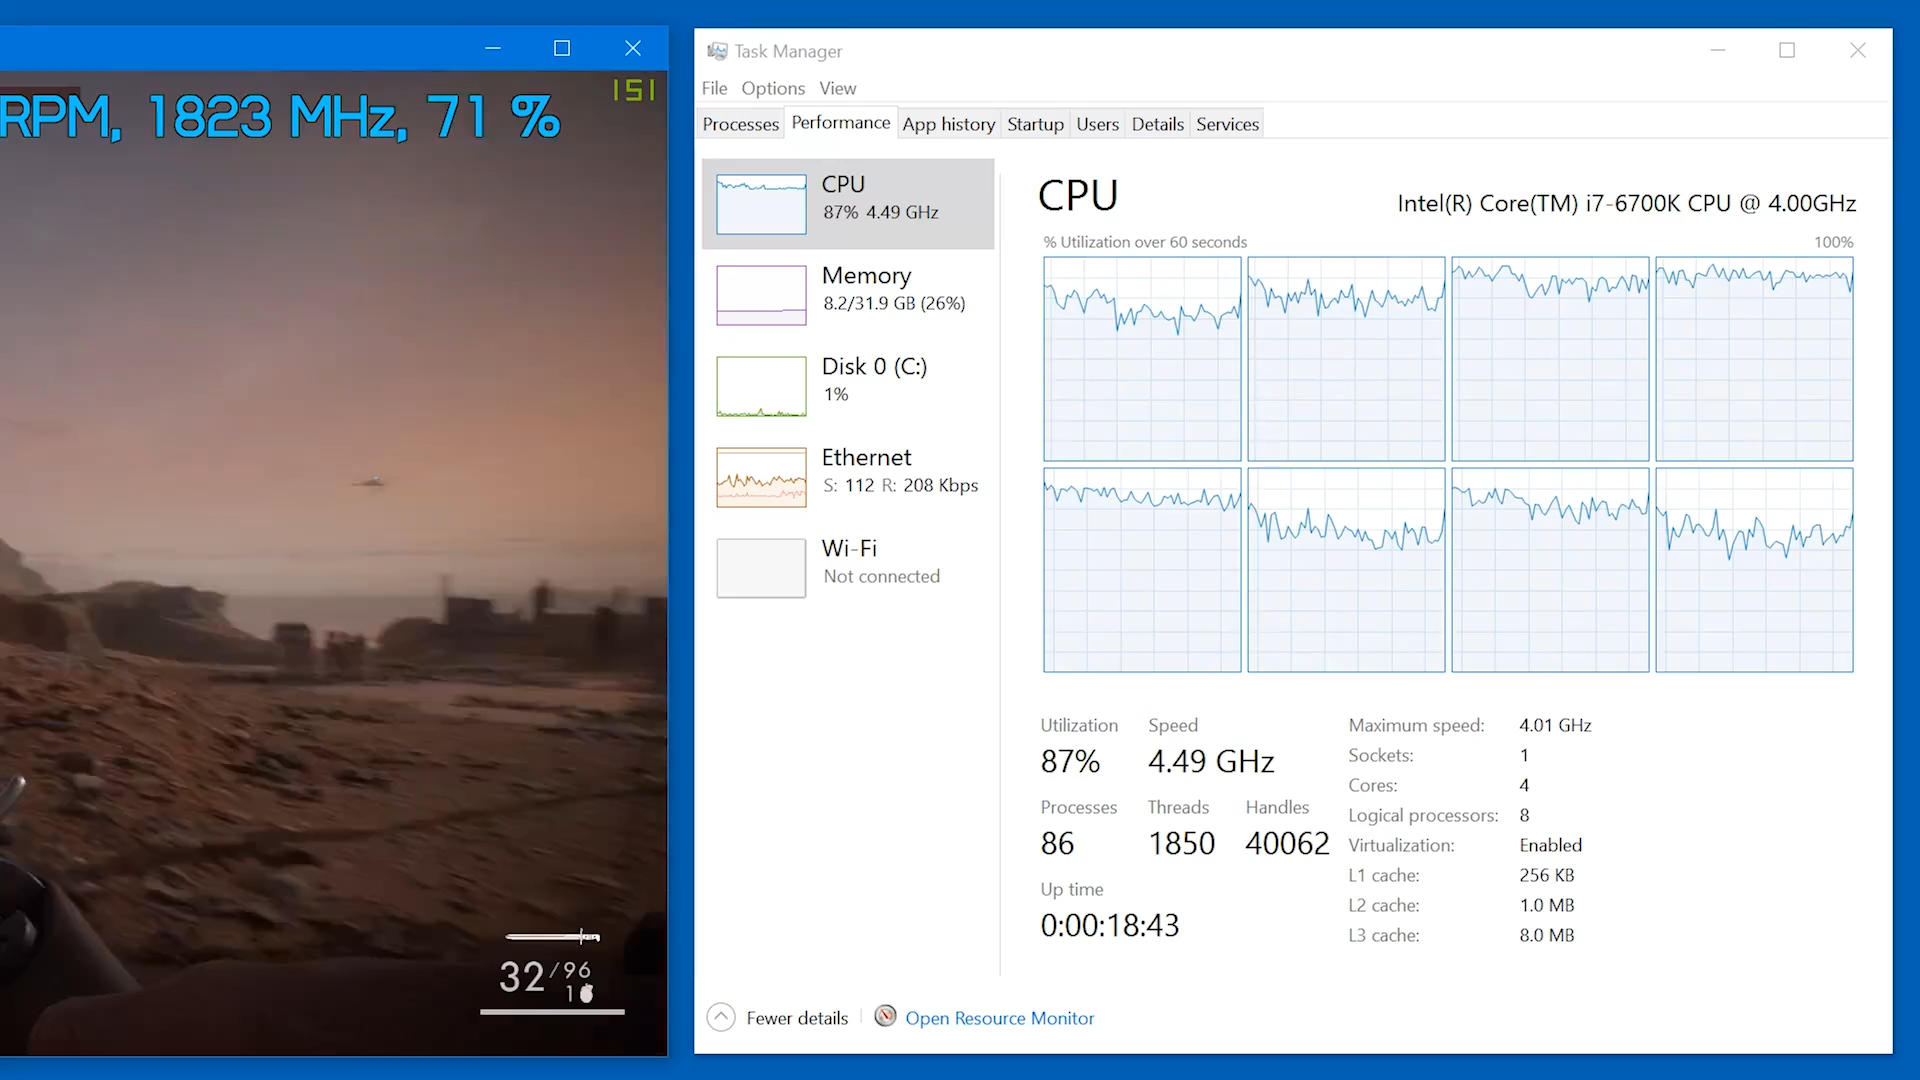 RPM, 1823 MHz, 71 %
151
32/96
1
Task Manager
File Options View
Processes Performance App history Startup Users Details Services
CPU
87% 4.49 GHz
Memory
8.2/31.9 GB (26%)
Disk 0 (C:)
1%
Ethernet
S: 112 R: 208 Kbps
Wi-Fi
Not connected
CPU
Intel(R) Core(TM) i7-6700K CPU @ 4.00GHz
% Utilization over 60 seconds
100%
Utilization Speed
87% 4.49 GHz
Processes Threads Handles
86 1850 40062
Up time
0:00:18:43
Maximum speed: 4.01 GHz
Sockets: 1
Cores: 4
Logical processors: 8
Virtualization: Enabled
L1 cache: 256 KB
L2 cache: 1.0 MB
L3 cache: 8.0 MB
Fewer details
Open Resource Monitor